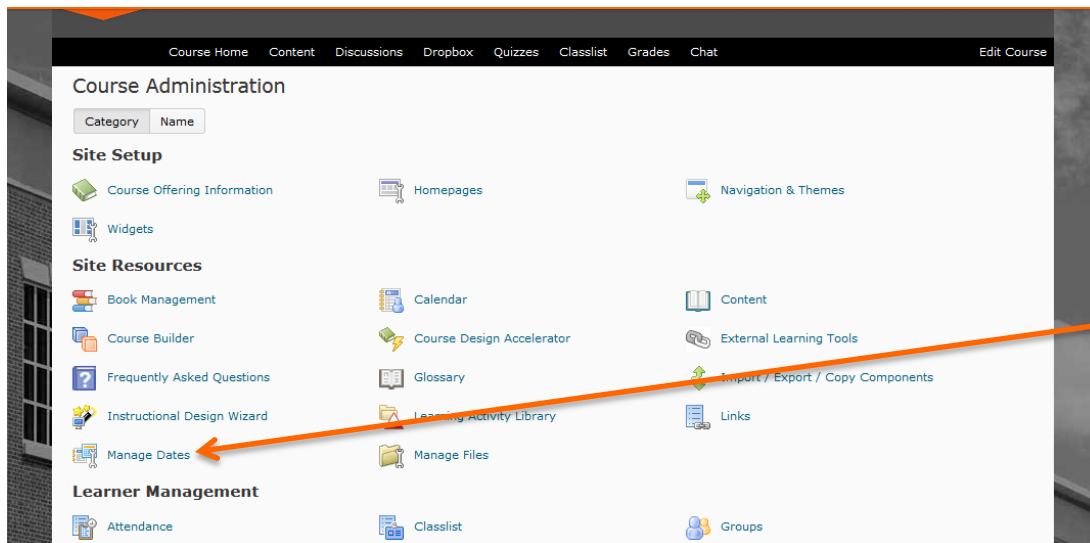 Course Home Content Discussions Dropbox Quizzes Classlist Grades Chat Edit Course
Course Administration
Category Name
Site Setup
Course Offering Information Homepages Navigation & Themes
Widgets
Site Resources
Book Management Calendar Content
Course Builder Course Design Accelerator External Learning Tools
Frequently Asked Questions Glossary Import / Export / Copy Components
Instructional Design Wizard Learning Activity Library Links
Manage Dates Manage Files
Learner Management
Attendance Classlist Groups